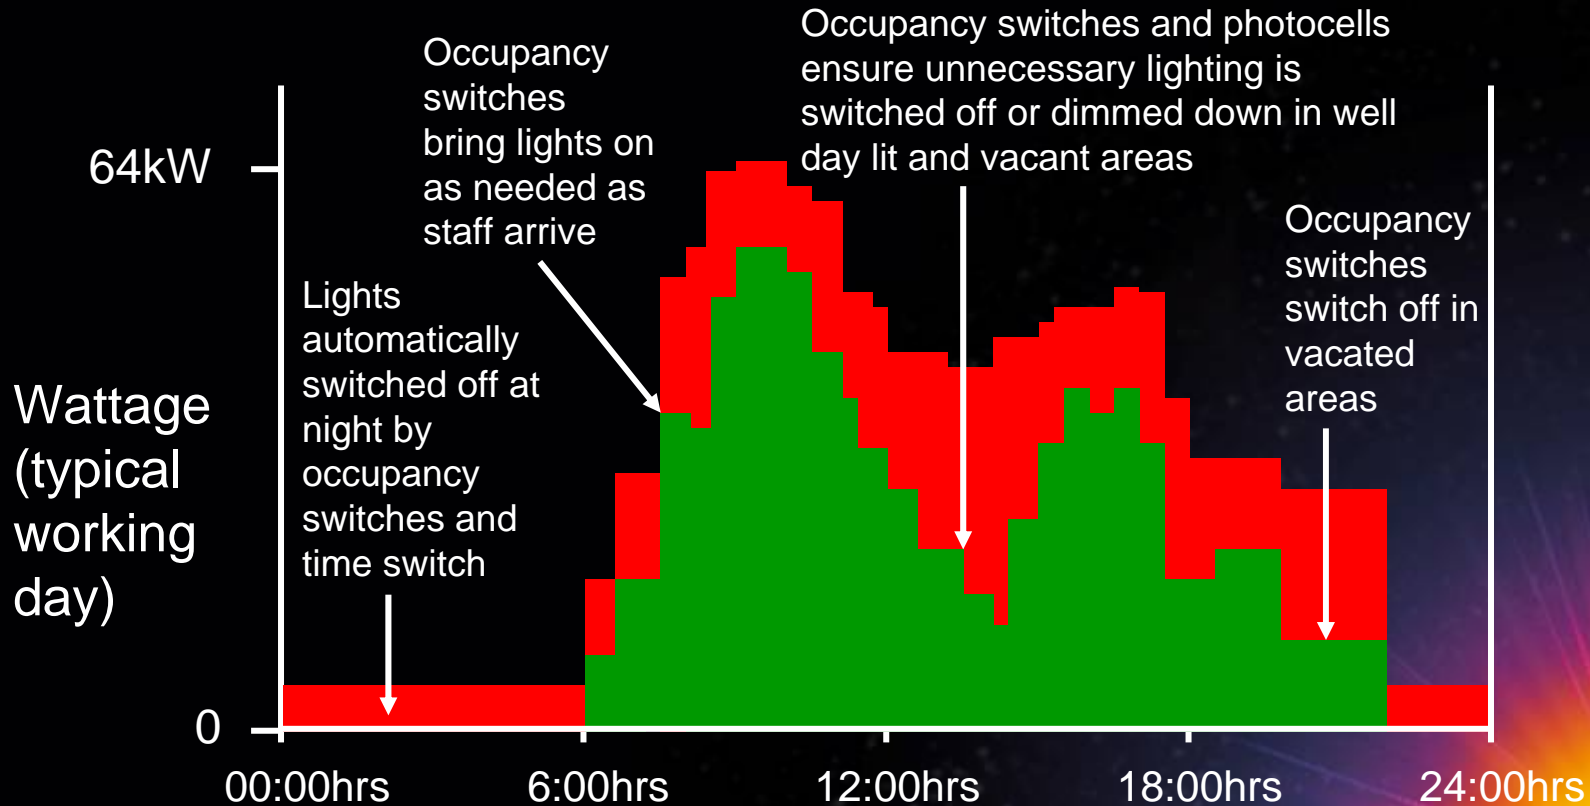 Occupancy switches and photocells
ensure unnecessary lighting is
switched off or dimmed down in well
day lit and vacant areas
Occupancy
switches
bring lights on
as needed as
staff arrive
64kW
Occupancy
switches
switch off in
vacated
areas
Lights
automatically
switched off at
night by
occupancy
switches and
time switch
Wattage
(typical
working
day)
0
00:00hrs
6:00hrs
12:00hrs
18:00hrs
24:00hrs